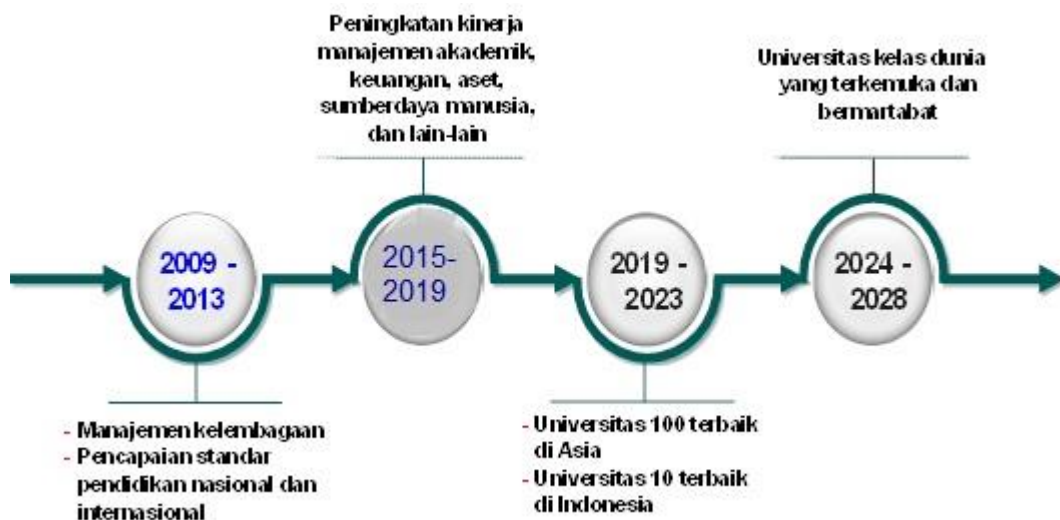 Peningkatan kinerja
manajemen akademik,
keuangan, aset,
sumberdaya manusia,
dan lain-lain
Universitas kelas dunia
yang terkemuka dan
bermartabat
2009 -
2013
2015-
2019
2019 -
2023
2024 -
2028
- Manajemen kelembagaan
- Pencapaian standar
pendidikan nasional dan
internasional
- Universitas 100 terbaik
di Asia
- Universitas 10 terbaik
di Indonesia